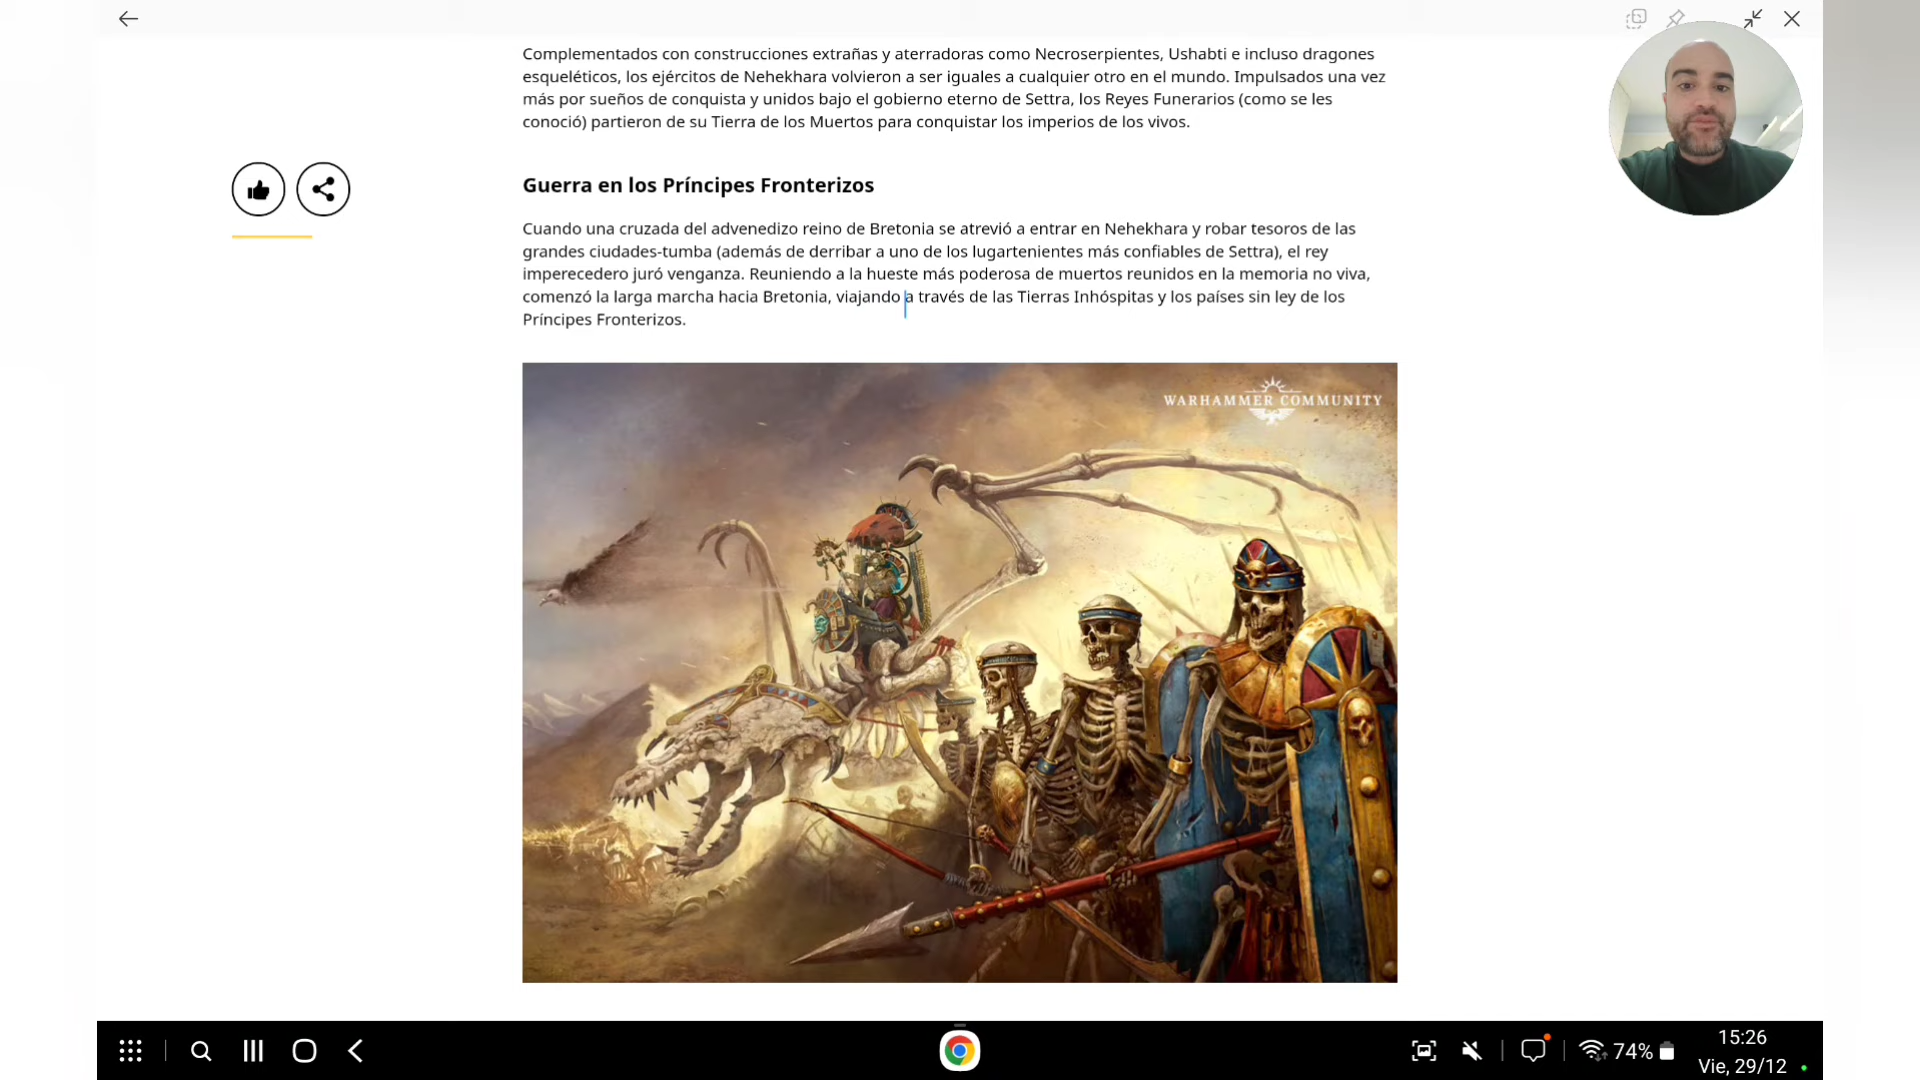 Complementados con construcciones extrañas y aterradoras como Necroserpientes, Ushabti e incluso dragones
esqueléticos, los ejércitos de Nehekhara volvieron a ser iguales a cualquier otro en el mundo. Impulsados una vez
más por sueños de conquista y unidos bajo el gobierno eterno de Settra, los Reyes Funerarios (como se les
conoció) partieron de su Tierra de los Muertos para conquistar los imperios de los vivos.
Guerra en los Príncipes Fronterizos
Cuando una cruzada del advenedizo reino de Bretonia se atrevió a entrar en Nehekhara y robar tesoros de las
grandes ciudades-tumba (además de derribar a uno de los lugartenientes más confiables de Settra), el rey
imperecedero juró venganza. Reuniendo a la hueste más poderosa de muertos reunidos en la memoria no viva,
comenzó la larga marcha hacia Bretonia, viajando a través de las Tierras Inhóspitas y los países sin ley de los
Príncipes Fronterizos.
WARHAMMER COMMUNITY
74%
15:26
Vie, 29/12